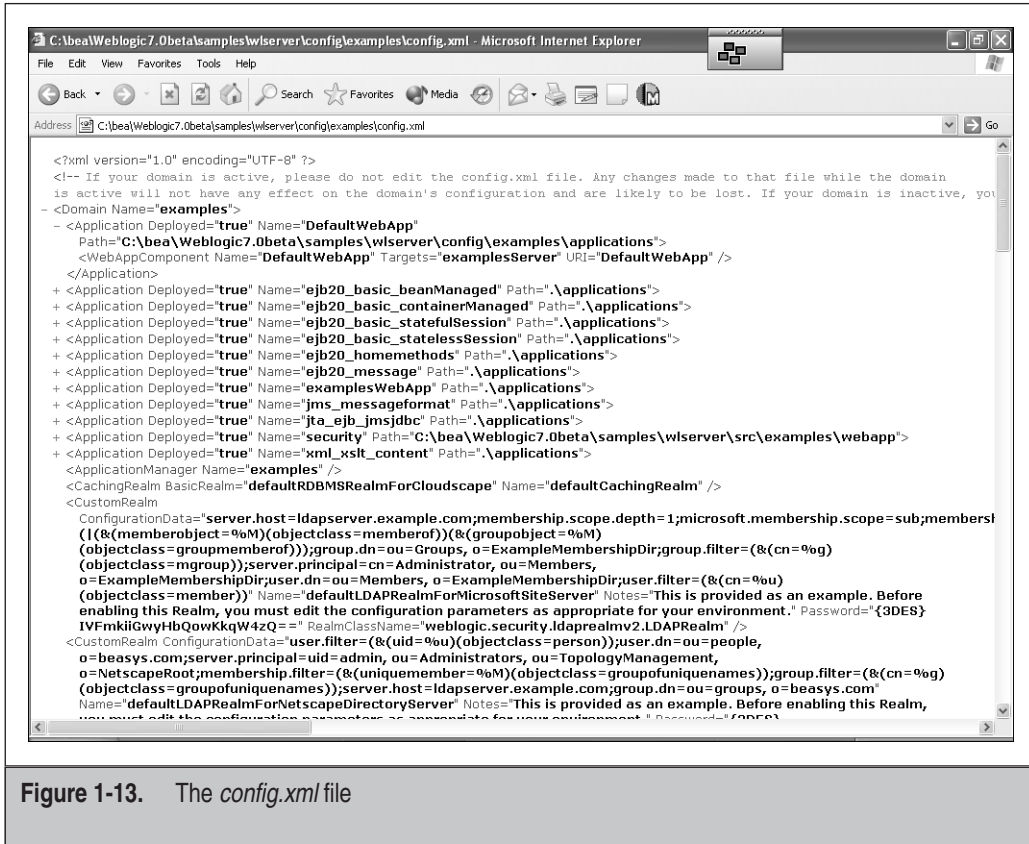 C:\bea\Weblogic7.0beta\samples\wlserver\config\examples\config.xml - Microsoft Internet Explorer
File Edit View Favorites Tools Help
Back Search Favorites Media
Address C:\bea\Weblogic7.0beta\samples\wlserver\config\examples\config.xml Go
<?xml version="1.0" encoding="UTF-8" ?>
<!-- If your domain is active, please do not edit the config.xml file. Any changes made to that file while the domain
is active will not have any effect on the domain's configuration and are likely to be lost. If your domain is inactive, you
- <Domain Name="examples">
- <Application Deployed="true" Name="DefaultWebApp"
Path="C:\bea\Weblogic7.0beta\samples\wlserver\config\examples\applications">
<WebAppComponent Name="DefaultWebApp" Targets="examplesServer" URI="DefaultWebApp" />
</Application>
+ <Application Deployed="true" Name="ejb20_basic_beanManaged" Path=".\applications">
+ <Application Deployed="true" Name="ejb20_basic_containerManaged" Path=".\applications">
+ <Application Deployed="true" Name="ejb20_basic_statefulSession" Path=".\applications">
+ <Application Deployed="true" Name="ejb20_basic_statelessSession" Path=".\applications">
+ <Application Deployed="true" Name="ejb20_homemethods" Path=".\applications">
+ <Application Deployed="true" Name="ejb20_message" Path=".\applications">
+ <Application Deployed="true" Name="examplesWebApp" Path=".\applications">
+ <Application Deployed="true" Name="jms_messageformat" Path=".\applications">
+ <Application Deployed="true" Name="jta_ejb_jmsjdbc" Path=".\applications">
+ <Application Deployed="true" Name="security" Path="C:\bea\Weblogic7.0beta\samples\wlserver\src\examples\webapp">
+ <Application Deployed="true" Name="xml_xslt_content" Path=".\applications">
<ApplicationManager Name="examples" />
<CachingRealm BasicRealm="defaultRDBMSRealmForCloudscape" Name="defaultCachingRealm" />
<CustomRealm
ConfigurationData="server.host=ldapserver.example.com;membership.scope.depth=1;microsoft.membership.scope=sub;membersh
(|(&(memberobject=%M)(objectclass=memberof))(&(groupobject=%M)
(objectclass=groupmemberof)));group.dn=ou=Groups, o=ExampleMembershipDir;group.filter=(&(cn=%g)
(objectclass=mgroup));server.principal=cn=Administrator, ou=Members,
o=ExampleMembershipDir;user.dn=ou=Members, o=ExampleMembershipDir;user.filter=(&(cn=%u)
(objectclass=member))" Name="defaultLDAPRealmForMicrosoftSiteServer" Notes="This is provided as an example. Before
enabling this Realm, you must edit the configuration parameters as appropriate for your environment." Password="{3DES}
IVFmkiiGwyHbQowKkqW4zQ==" RealmClassName="weblogic.security.ldaprealmv2.LDAPRealm" />
<CustomRealm ConfigurationData="user.filter=(&(uid=%u)(objectclass=person));user.dn=ou=people,
o=beasys.com;server.principal=uid=admin, ou=Administrators, ou=TopologyManagement,
o=NetscapeRoot;membership.filter=(&(uniquemember=%M)(objectclass=groupofuniquenames));group.filter=(&(cn=%g)
(objectclass=groupofuniquenames));server.host=ldapserver.example.com;group.dn=ou=groups, o=beasys.com"
Name="defaultLDAPRealmForNetscapeDirectoryServer" Notes="This is provided as an example. Before enabling this Realm,
you must edit the configuration parameters as appropriate for your environment." Password="{3DES}
Figure 1-13. The config.xml file